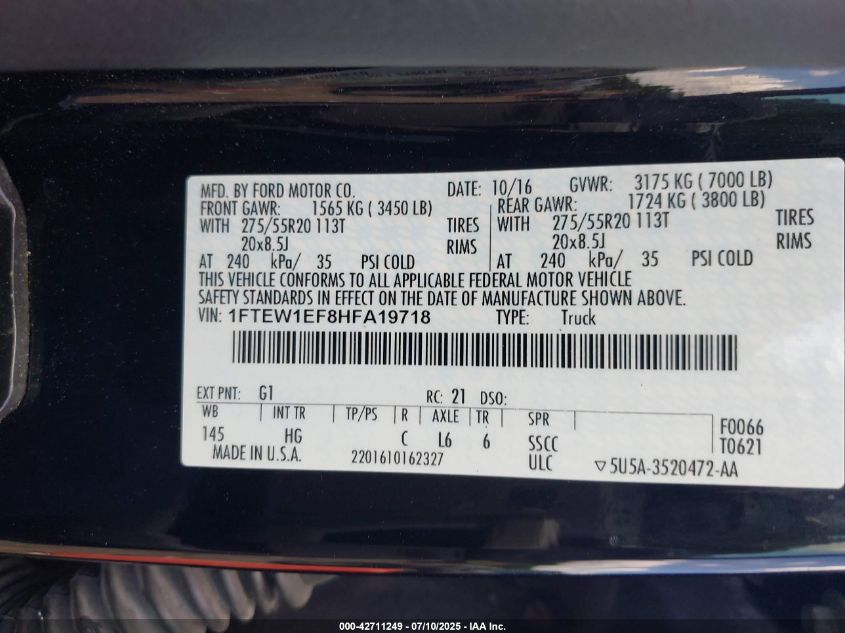 MFD. BY FORD MOTOR CO. DATE: 10/16 GVWR: 3175 KG ( 7000 LB)
FRONT GAWR: 1565 KG ( 3450 LB) REAR GAWR: 1724 KG ( 3800 LB)
WITH 275/55R20 113T TIRES WITH 275/55R20 113T TIRES
20x8.5J RIMS 20x8.5J RIMS
AT 240 kPa/ 35 PSI COLD AT 240 kPa/ 35 PSI COLD
THIS VEHICLE CONFORMS TO ALL APPLICABLE FEDERAL MOTOR VEHICLE
SAFETY STANDARDS IN EFFECT ON THE DATE OF MANUFACTURE SHOWN ABOVE.
VIN: 1FTEW1EF8HFA19718 TYPE: Truck
EXT PNT: G1 RC: 21 DSO:
WB INT TR TP/PS R AXLE TR SPR F0066
145 HG C L6 6 SSCC T0621
MADE IN U.S.A. 2201610162327 ULC ▽5U5A-3520472-AA
000-42711249 - 07/10/2025 - IAA Inc.